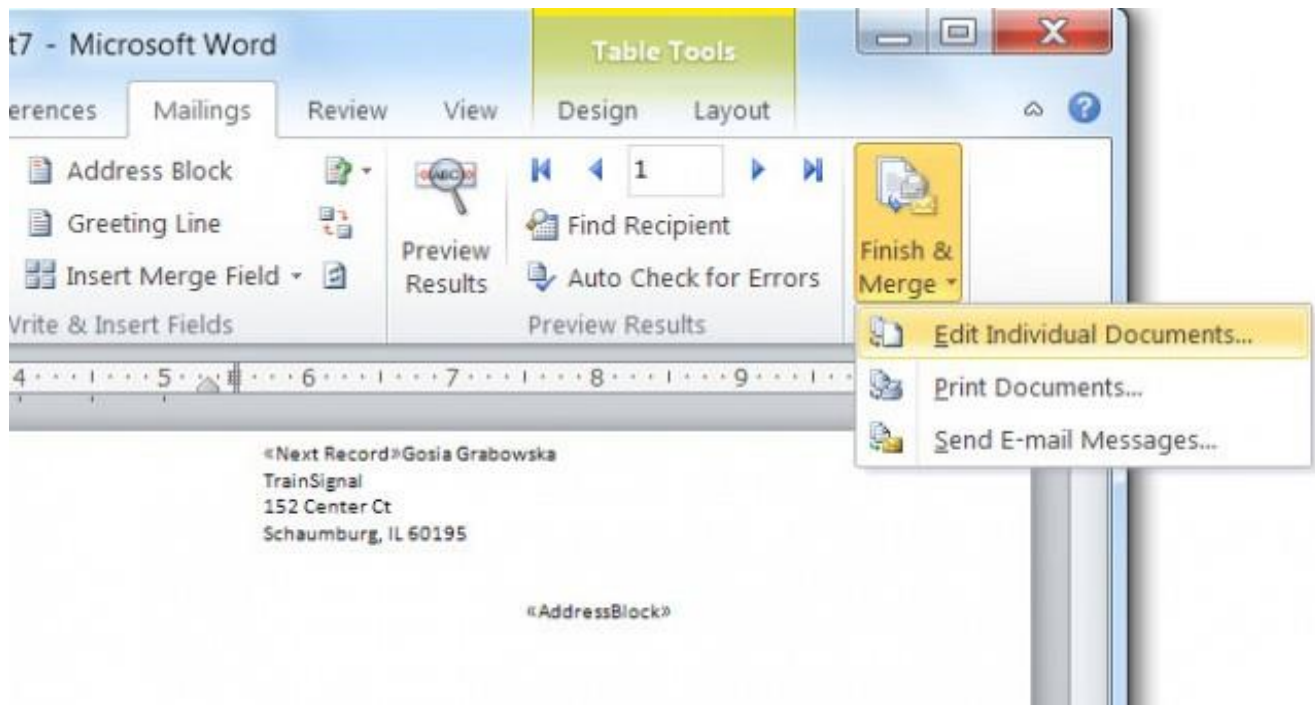 t7 - Microsoft Word
Table Tools
erences Mailings Review View Design Layout
Address Block
1
Greeting Line
Find Recipient
Insert Merge Field
Preview Results
Auto Check for Errors
Finish & Merge
Write & Insert Fields
Preview Results
Edit Individual Documents...
4 5 6 7 8 9
Print Documents...
Send E-mail Messages...
«Next Record»Gosia Grabowska
TrainSignal
152 Center Ct
Schaumburg, IL 60195
«AddressBlock»